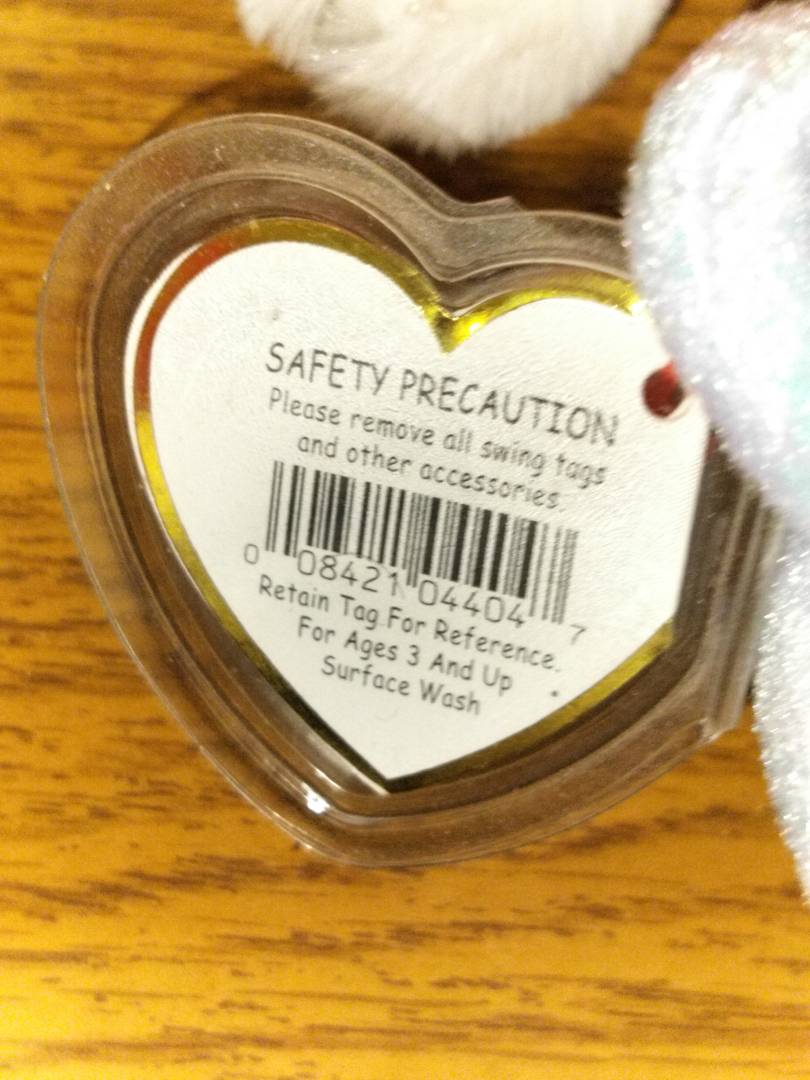 SAFETY PRECAUTION
Please remove all swing tags
and other accessories.
0 08421 04404 7
Retain Tag For Reference.
For Ages 3 And Up
Surface Wash